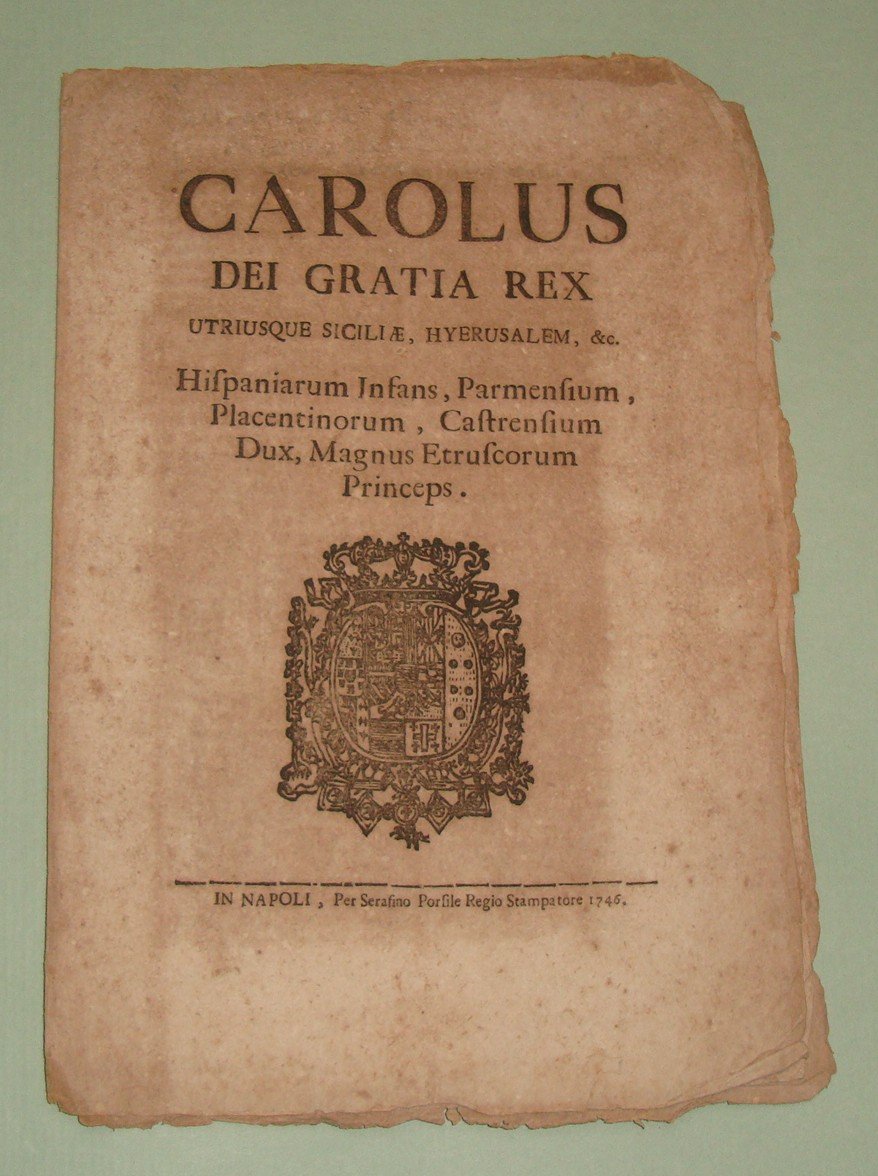 CAROLUS
DEI GRATIA REX
UTRIUSQUE SICILIÆ, HYERUSALEM, &c.
Hiſpaniarum Infans, Parmenſium,
Placentinorum, Caſtrenſium
Dux, Magnus Etruſcorum
Princeps.
IN NAPOLI, Per Serafino Porſile Regio Stampatore 1746.